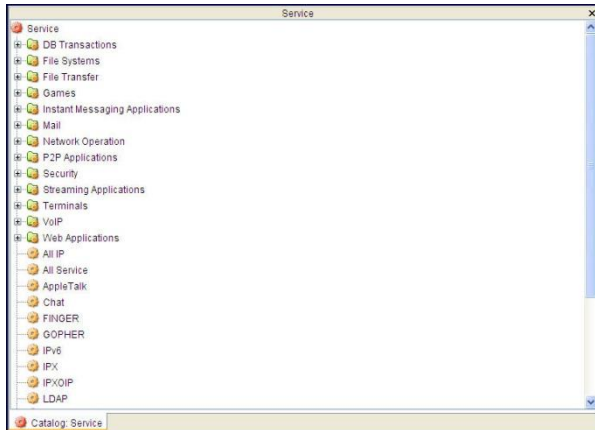 Service
Service
DB Transactions
File Systems
File Transfer
Games
Instant Messaging Applications
Mail
Network Operation
P2P Applications
Security
Streaming Applications
Terminals
VoIP
Web Applications
All IP
All Service
AppleTalk
Chat
FINGER
GOPHER
IPv6
IPX
IPXOIP
LDAP
Catalog: Service